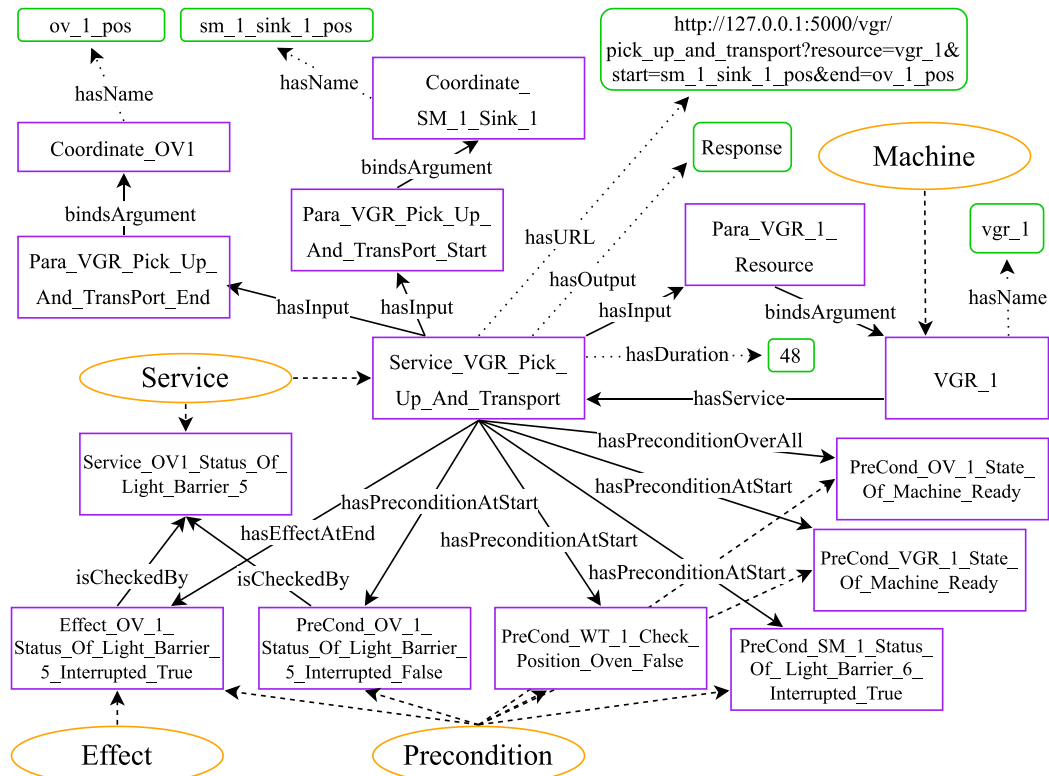 ov_1_pos
sm_1_sink_1_pos
http://127.0.0.1:5000/vgr/
pick_up_and_transport?resource=vgr_1&
start=sm_1_sink_1_pos&end=ov_1_pos
hasName
hasName
Coordinate_
SM_1_Sink_1
Coordinate_OV1
Response
Machine
bindsArgument
bindsArgument
Para_VGR_Pick_Up_
And_TransPort_Start
hasURL
Para_VGR_1_
Resource
vgr_1
Para_VGR_Pick_Up_
And_TransPort_End
hasOutput
hasName
hasInput
hasInput
hasInput
bindsArgument
Service
Service_VGR_Pick_
Up_And_Transport
hasDuration
48
VGR_1
hasService
Service_OV1_Status_Of_
Light_Barrier_5
hasPreconditionOverAll
PreCond_OV_1_State_
Of_Machine_Ready
hasPreconditionAtStart
hasPreconditionAtStart
hasEffectAtEnd
hasPreconditionAtStart
PreCond_VGR_1_State_
Of_Machine_Ready
isCheckedBy
isCheckedBy
hasPreconditionAtStart
Effect_OV_1_
Status_Of_Light_Barrier_
5_Interrupted_True
PreCond_OV_1_
Status_Of_Light_Barrier_
5_Interrupted_False
PreCond_WT_1_Check_
Position_Oven_False
PreCond_SM_1_Status_
Of_Light_Barrier_6_
Interrupted_True
Effect
Precondition